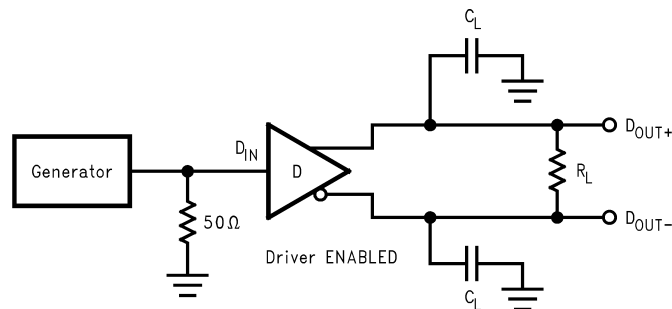 C_L
D_OUT+
D_IN
Generator
D
R_L
50Ω
D_OUT−
Driver ENABLED
C_L